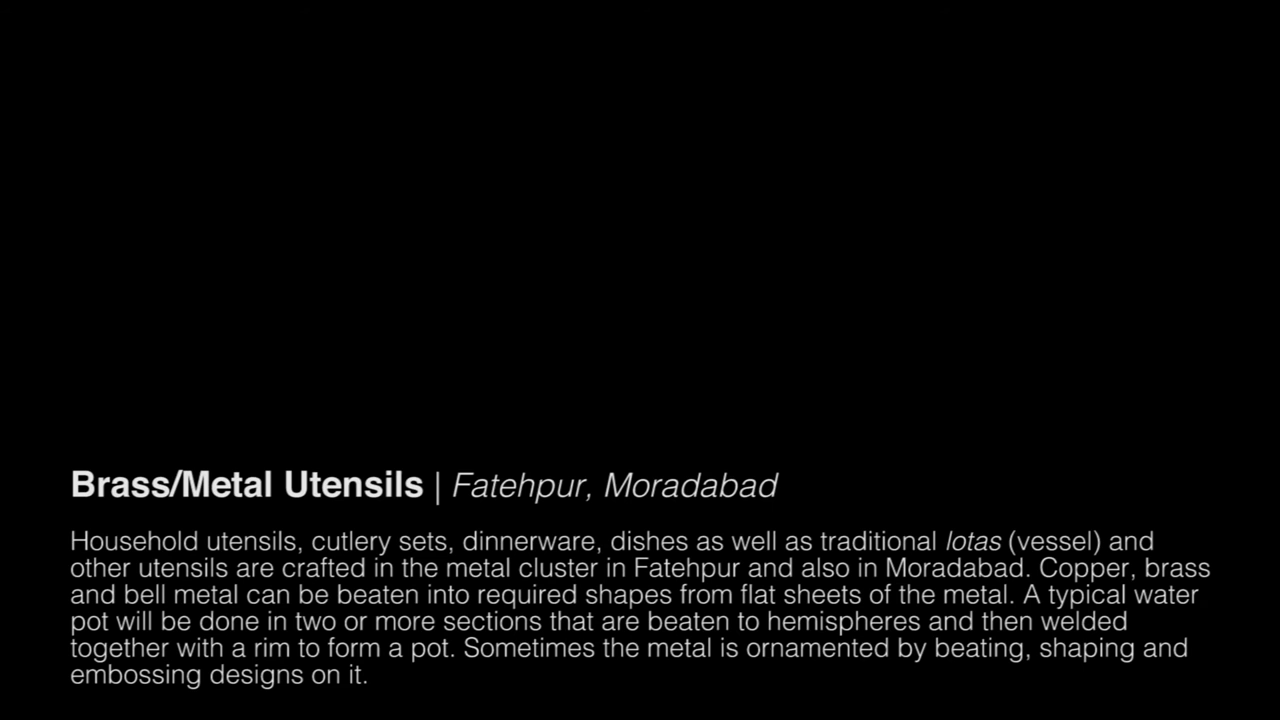 Brass/Metal Utensils | Fatehpur, Moradabad
Household utensils, cutlery sets, dinnerware, dishes as well as traditional lotas (vessel) and
other utensils are crafted in the metal cluster in Fatehpur and also in Moradabad. Copper, brass
and bell metal can be beaten into required shapes from flat sheets of the metal. A typical water
pot will be done in two or more sections that are beaten to hemispheres and then welded
together with a rim to form a pot. Sometimes the metal is ornamented by beating, shaping and
embossing designs on it.